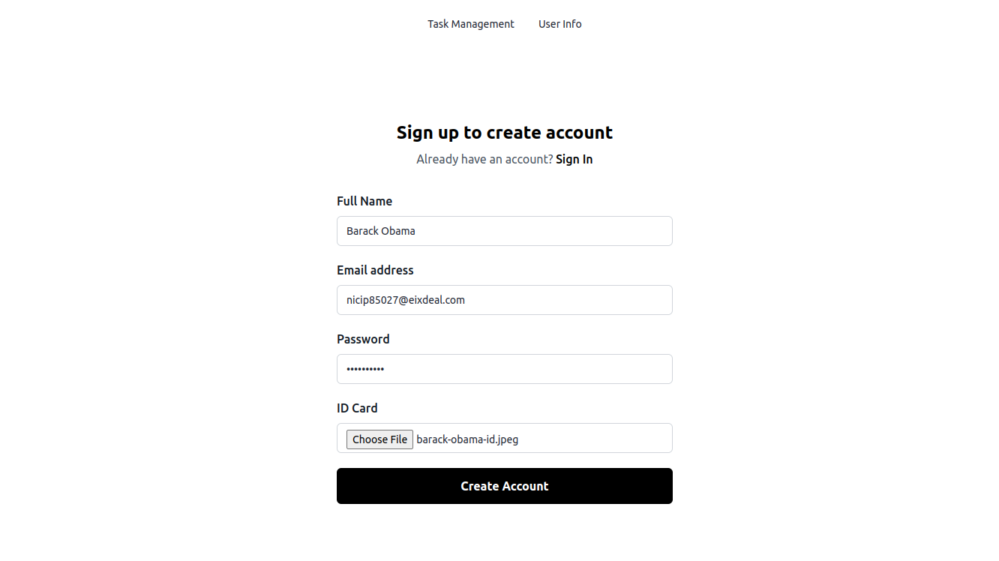 Task Management User Info
Sign up to create account
Already have an account? Sign In
Full Name
Barack Obama
Email address
nicip85027@eixdeal.com
Password
••••••••••
ID Card
Choose File barack-obama-id.jpeg
Create Account